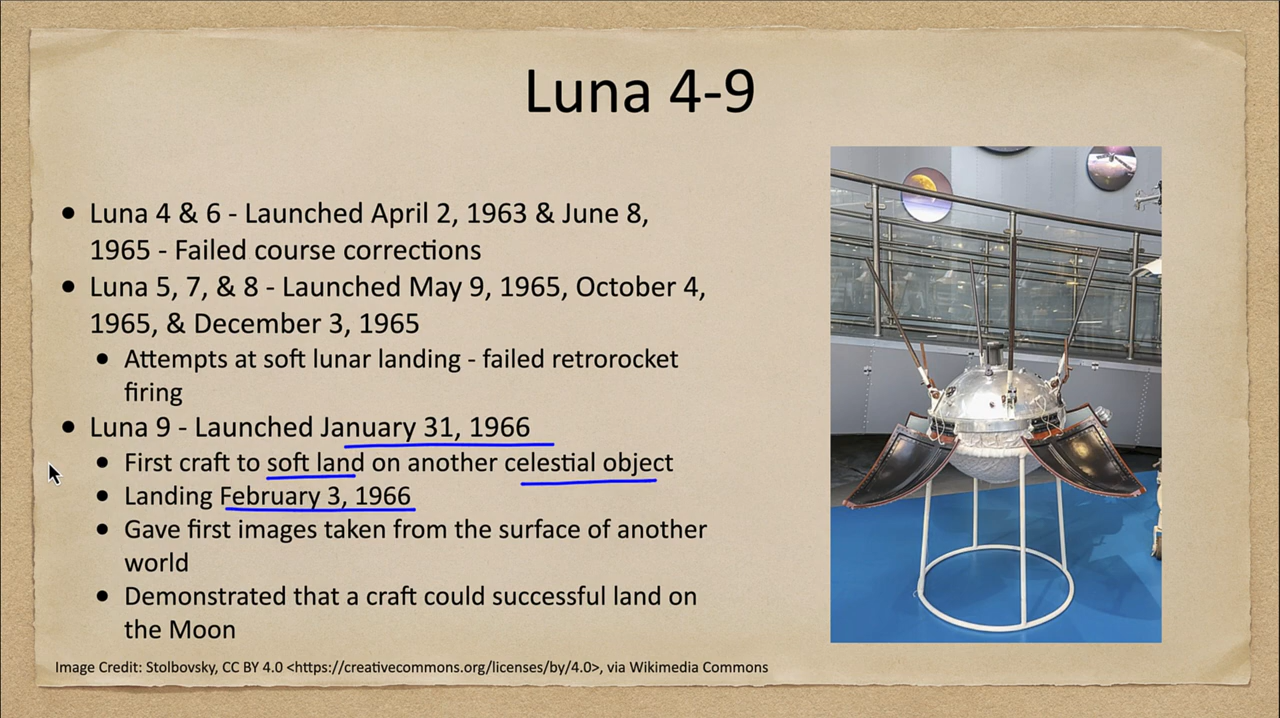 Luna 4-9
• Luna 4 & 6 - Launched April 2, 1963 & June 8,
1965 - Failed course corrections
• Luna 5, 7, & 8 - Launched May 9, 1965, October 4,
1965, & December 3, 1965
• Attempts at soft lunar landing - failed retrorocket
firing
• Luna 9 - Launched January 31, 1966
• First craft to soft land on another celestial object
• Landing February 3, 1966
• Gave first images taken from the surface of another
world
• Demonstrated that a craft could successful land on
the Moon
Image Credit: Stolbovsky, CC BY 4.0 <https://creativecommons.org/licenses/by/4.0>, via Wikimedia Commons